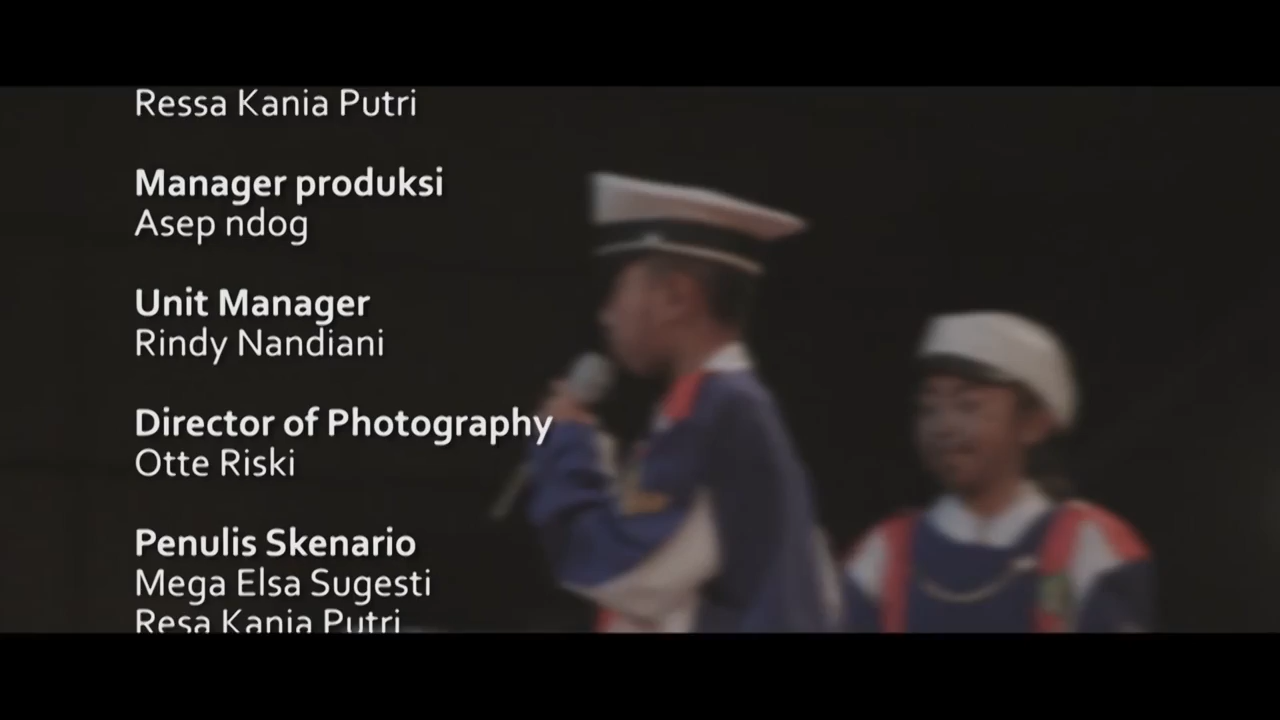 Ressa Kania Putri
Manager produksi
Asep ndog
Unit Manager
Rindy Nandiani
Director of Photography
Otte Riski
Penulis Skenario
Mega Elsa Sugesti
Resa Kania Putri